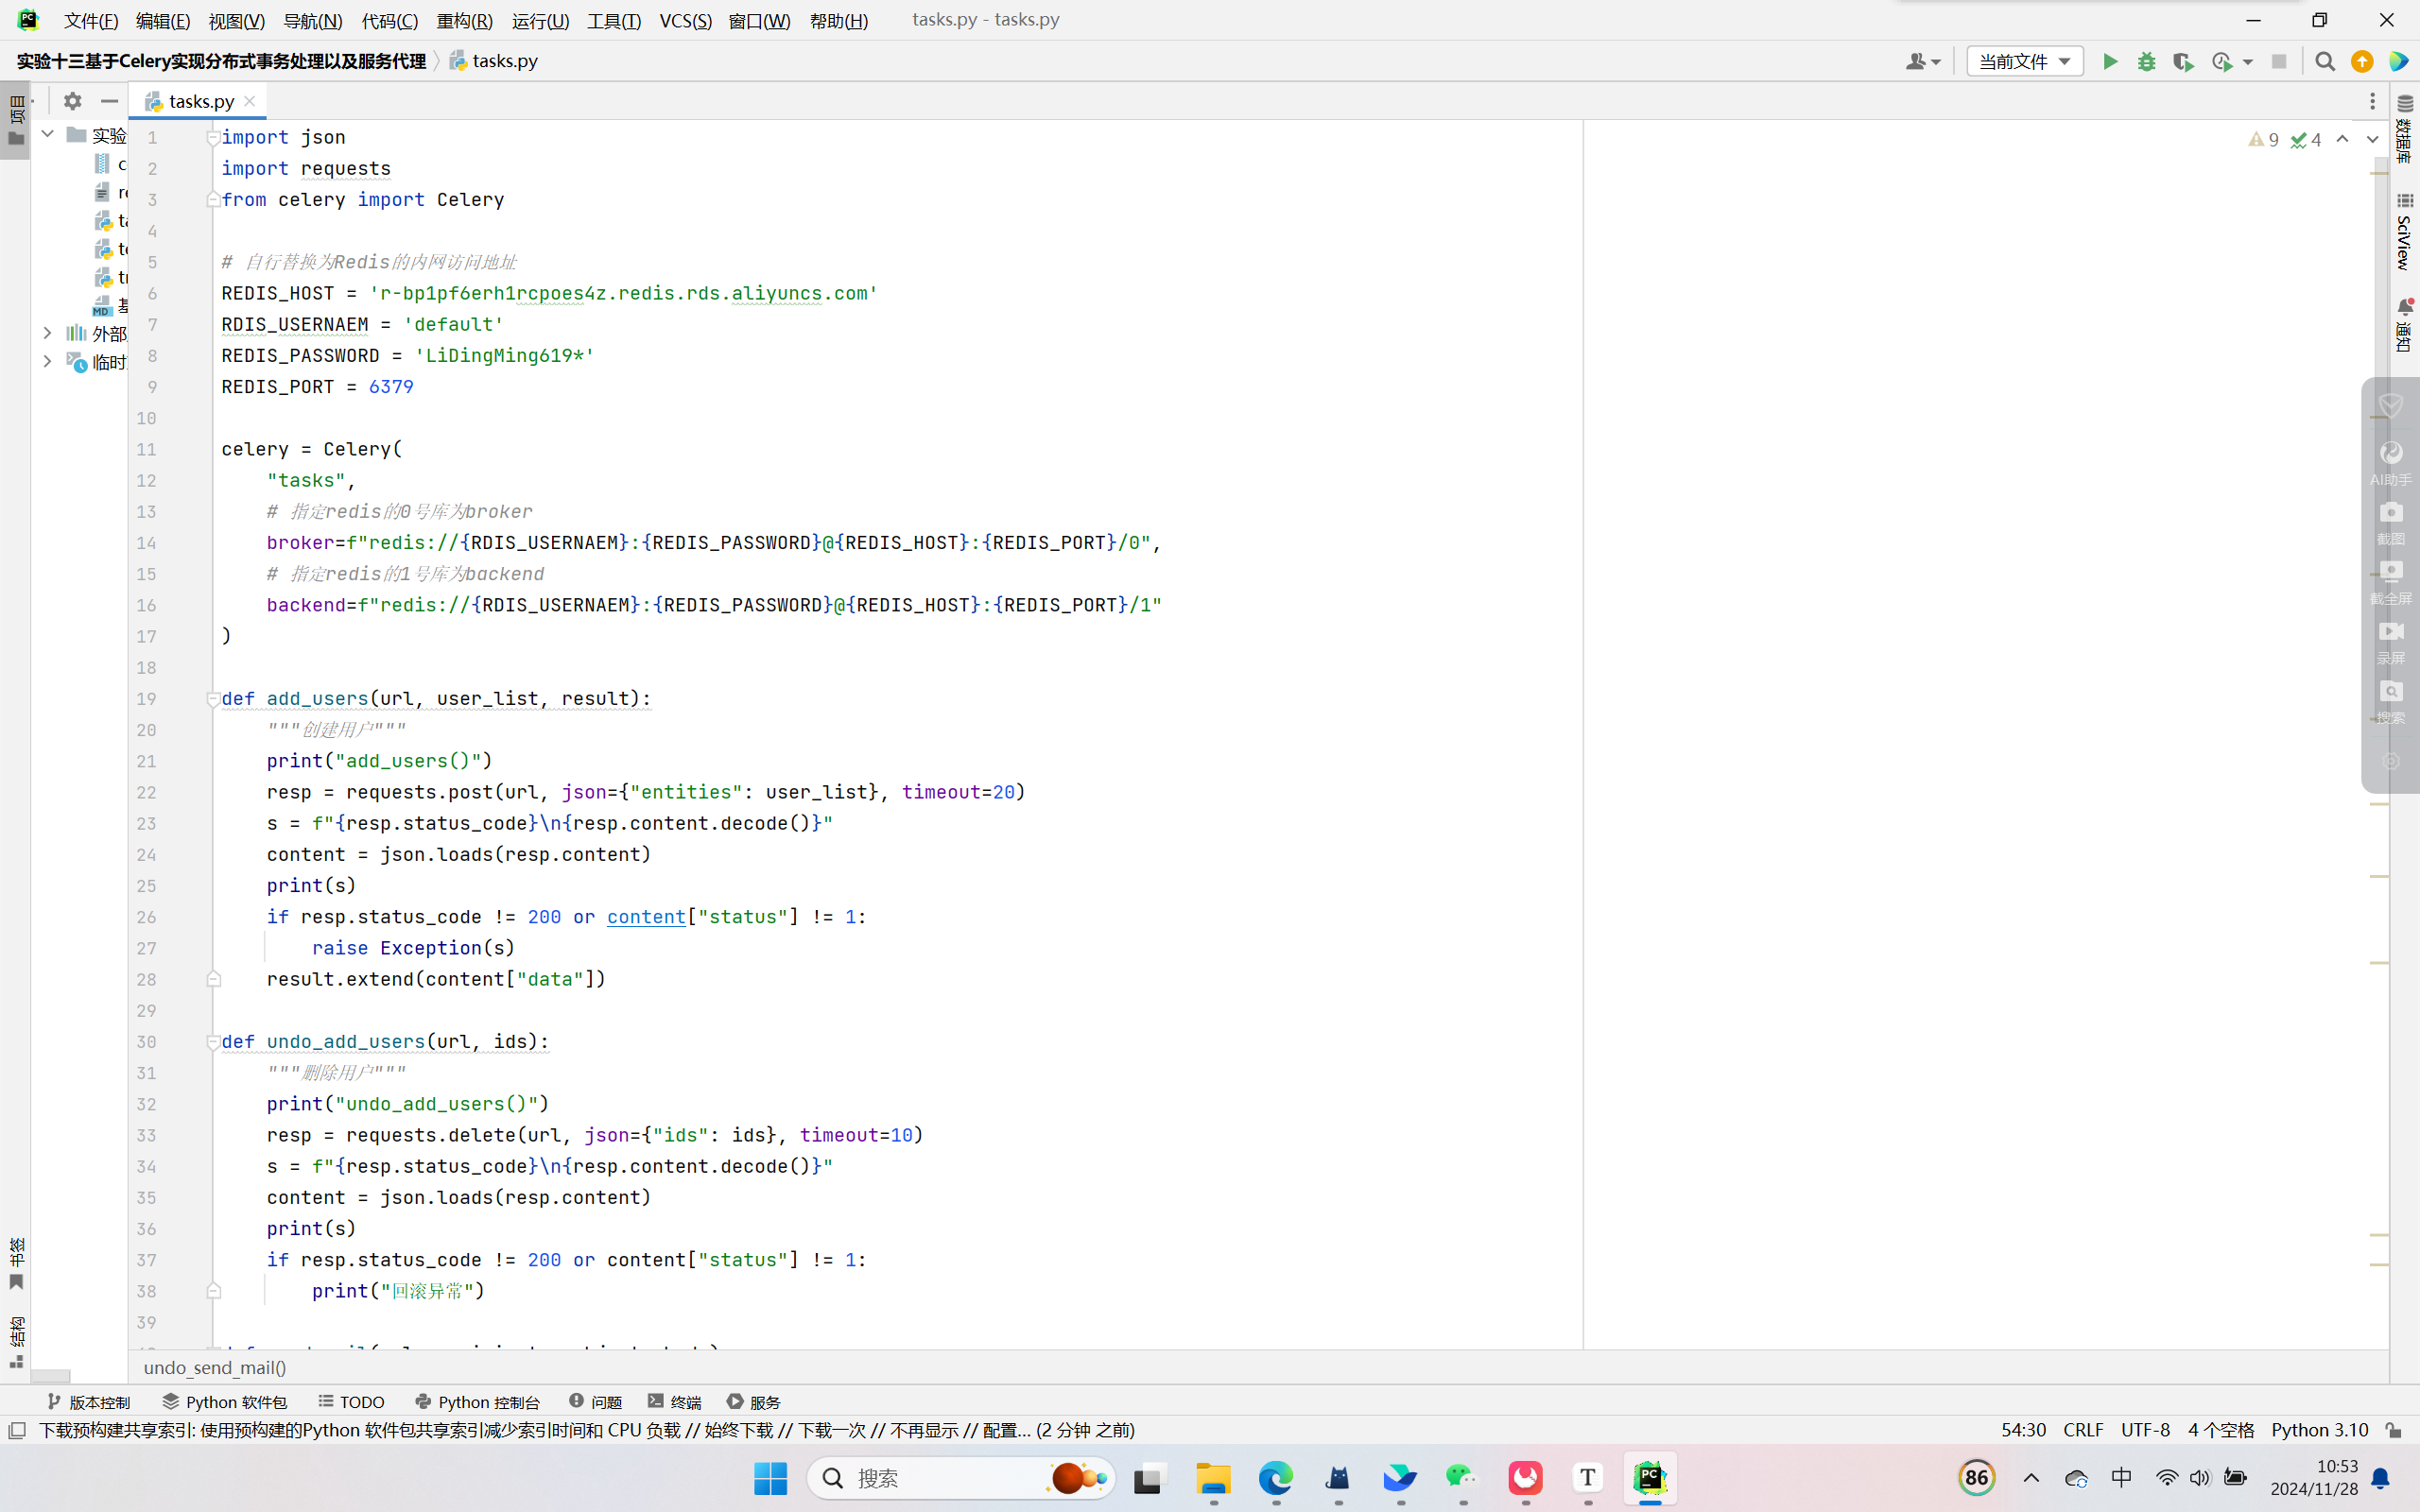 文件(F) 编辑(E) 视图(V) 导航(N) 代码(C) 重构(R) 运行(U) 工具(T) VCS(S) 窗口(W) 帮助(H) tasks.py - tasks.py
实验十三基于Celery实现分布式事务处理以及服务代理 tasks.py 当前文件
项目
tasks.py
实验
c
re
ta
te
tr
基
外部
临时
9 4
1 import json
2 import requests
3 from celery import Celery
4
5 # 自行替换为Redis的内网访问地址
6 REDIS_HOST = 'r-bp1pf6erh1rcpoes4z.redis.rds.aliyuncs.com'
7 RDIS_USERNAEM = 'default'
8 REDIS_PASSWORD = 'LiDingMing619*'
9 REDIS_PORT = 6379
10
11 celery = Celery(
12 "tasks",
13 # 指定redis的0号库为broker
14 broker=f"redis://{RDIS_USERNAEM}:{REDIS_PASSWORD}@{REDIS_HOST}:{REDIS_PORT}/0",
15 # 指定redis的1号库为backend
16 backend=f"redis://{RDIS_USERNAEM}:{REDIS_PASSWORD}@{REDIS_HOST}:{REDIS_PORT}/1"
17 )
18
19 def add_users(url, user_list, result):
20 """创建用户"""
21 print("add_users()")
22 resp = requests.post(url, json={"entities": user_list}, timeout=20)
23 s = f"{resp.status_code}\n{resp.content.decode()}"
24 content = json.loads(resp.content)
25 print(s)
26 if resp.status_code != 200 or content["status"] != 1:
27 raise Exception(s)
28 result.extend(content["data"])
29
30 def undo_add_users(url, ids):
31 """删除用户"""
32 print("undo_add_users()")
33 resp = requests.delete(url, json={"ids": ids}, timeout=10)
34 s = f"{resp.status_code}\n{resp.content.decode()}"
35 content = json.loads(resp.content)
36 print(s)
37 if resp.status_code != 200 or content["status"] != 1:
38 print("回滚异常")
39
undo_send_mail()
数据库
SciView
通知
AI助手
截图
截全屏
录屏
搜索
书签
结构
版本控制 Python 软件包 TODO Python 控制台 问题 终端 服务
下载预构建共享索引: 使用预构建的Python 软件包共享索引减少索引时间和 CPU 负载 // 始终下载 // 下载一次 // 不再显示 // 配置... (2 分钟 之前) 54:30 CRLF UTF-8 4 个空格 Python 3.10
搜索
86 中 10:53
2024/11/28